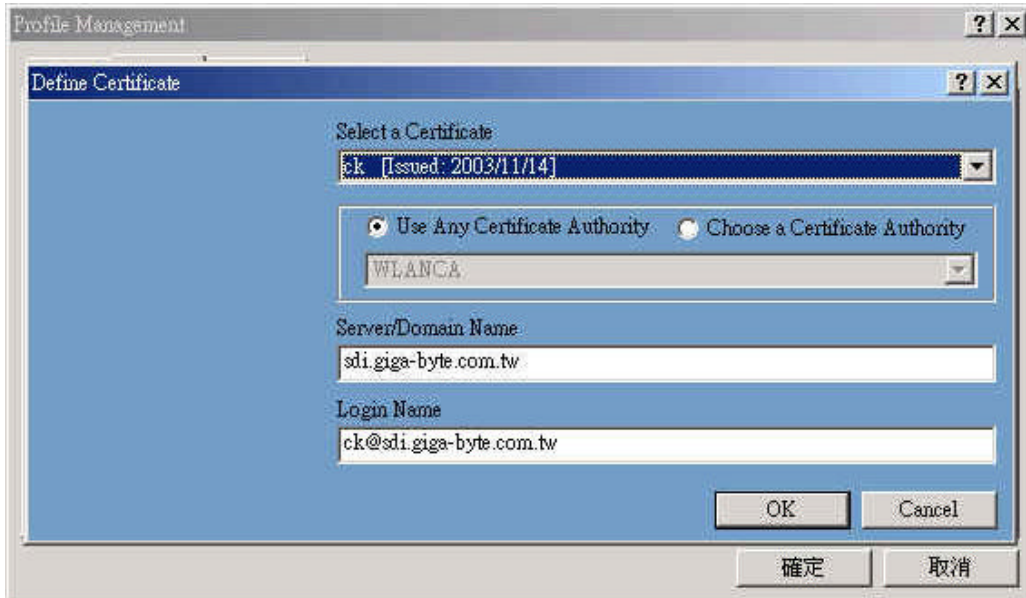 Profile Management
Define Certificate
Select a Certificate
ck [Issued: 2003/11/14]
Use Any Certificate Authority Choose a Certificate Authority
WLANCA
Server/Domain Name
sdi.giga-byte.com.tw
Login Name
ck@sdi.giga-byte.com.tw
OK Cancel
確定 取消